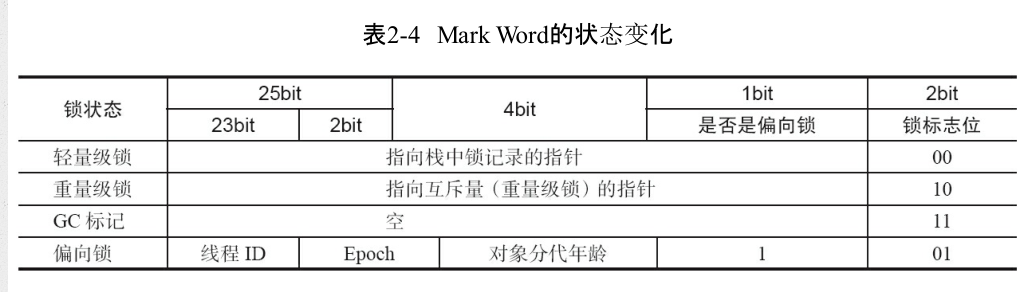 表2-4 Mark Word的状态变化
锁状态 25bit 4bit 1bit 2bit
23bit 2bit 是否是偏向锁 锁标志位
轻量级锁 指向栈中锁记录的指针 00
重量级锁 指向互斥量（重量级锁）的指针 10
GC 标记 空 11
偏向锁 线程 ID Epoch 对象分代年龄 1 01